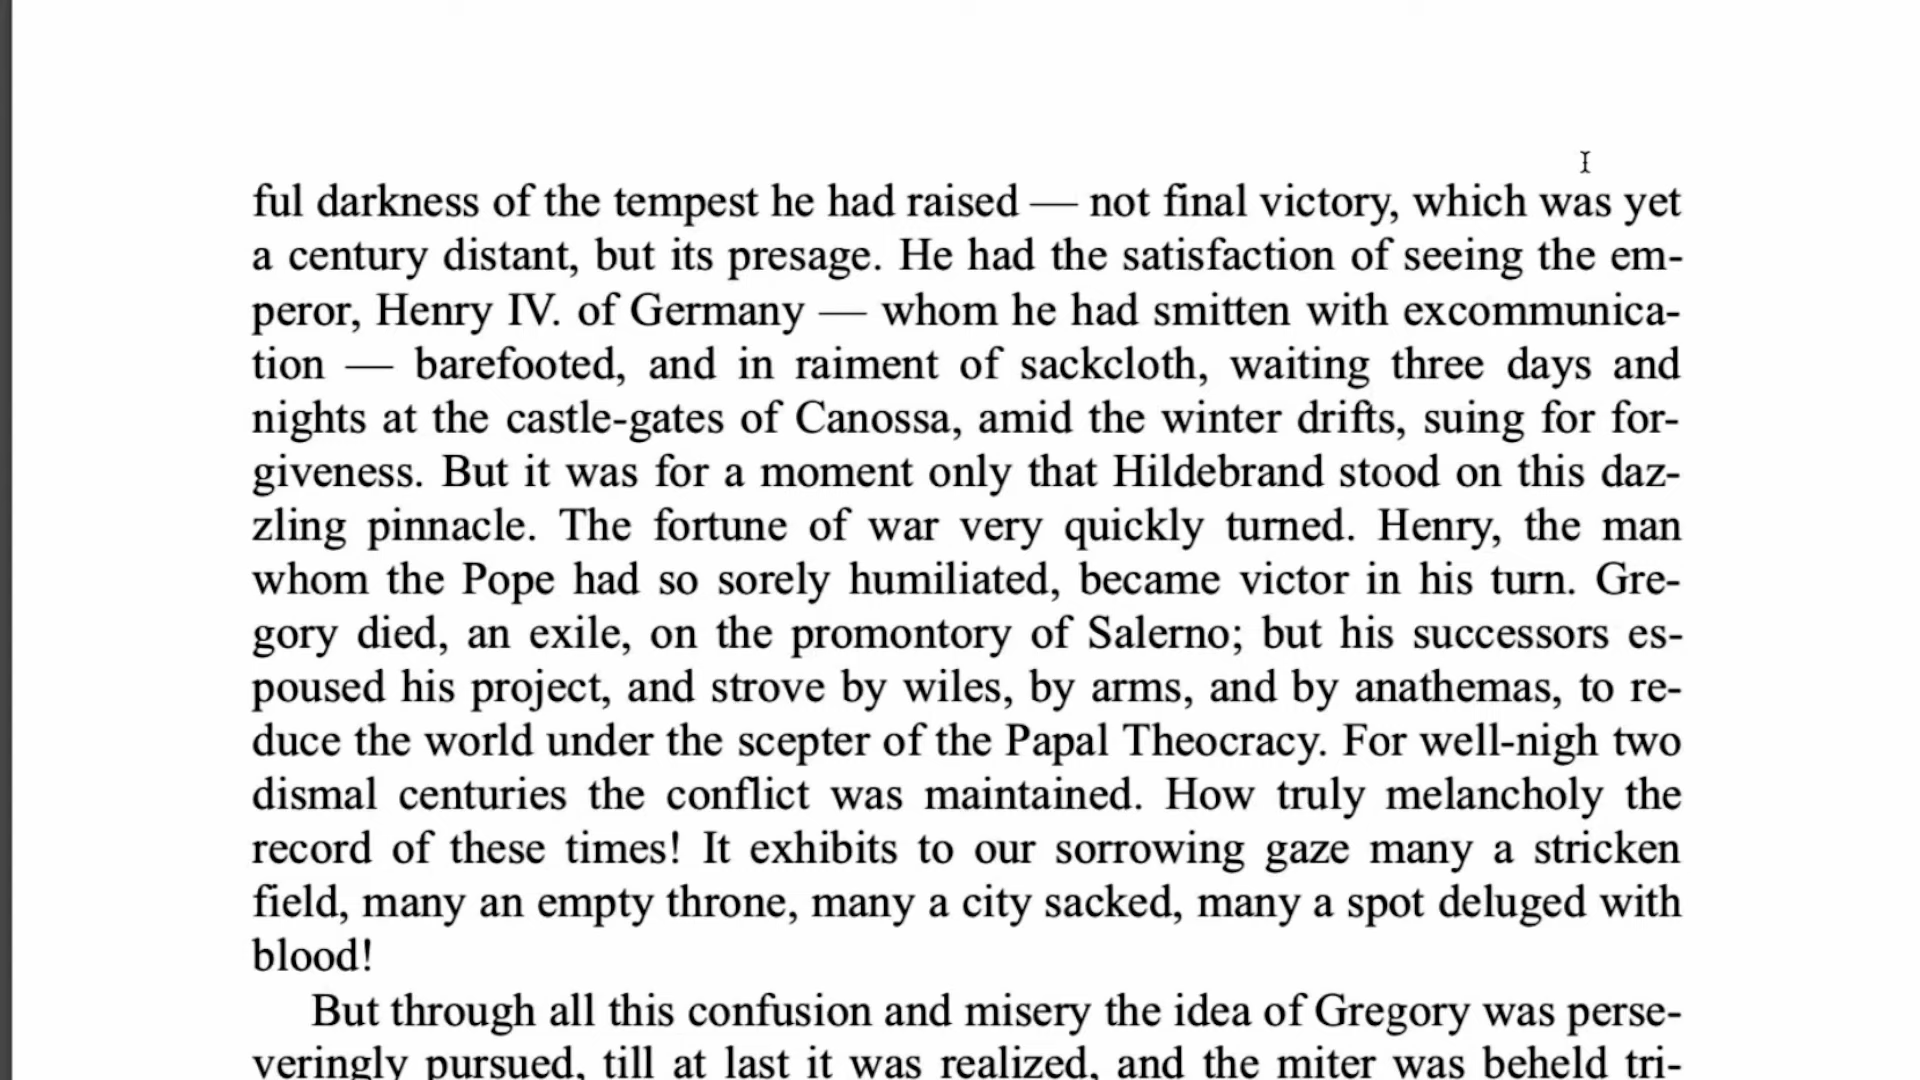 ful darkness of the tempest he had raised — not final victory, which was yet
a century distant, but its presage. He had the satisfaction of seeing the em-
peror, Henry IV. of Germany — whom he had smitten with excommunica-
tion — barefooted, and in raiment of sackcloth, waiting three days and
nights at the castle-gates of Canossa, amid the winter drifts, suing for for-
giveness. But it was for a moment only that Hildebrand stood on this daz-
zling pinnacle. The fortune of war very quickly turned. Henry, the man
whom the Pope had so sorely humiliated, became victor in his turn. Gre-
gory died, an exile, on the promontory of Salerno; but his successors es-
poused his project, and strove by wiles, by arms, and by anathemas, to re-
duce the world under the scepter of the Papal Theocracy. For well-nigh two
dismal centuries the conflict was maintained. How truly melancholy the
record of these times! It exhibits to our sorrowing gaze many a stricken
field, many an empty throne, many a city sacked, many a spot deluged with
blood!
But through all this confusion and misery the idea of Gregory was perse-
veringly pursued, till at last it was realized, and the miter was beheld tri-